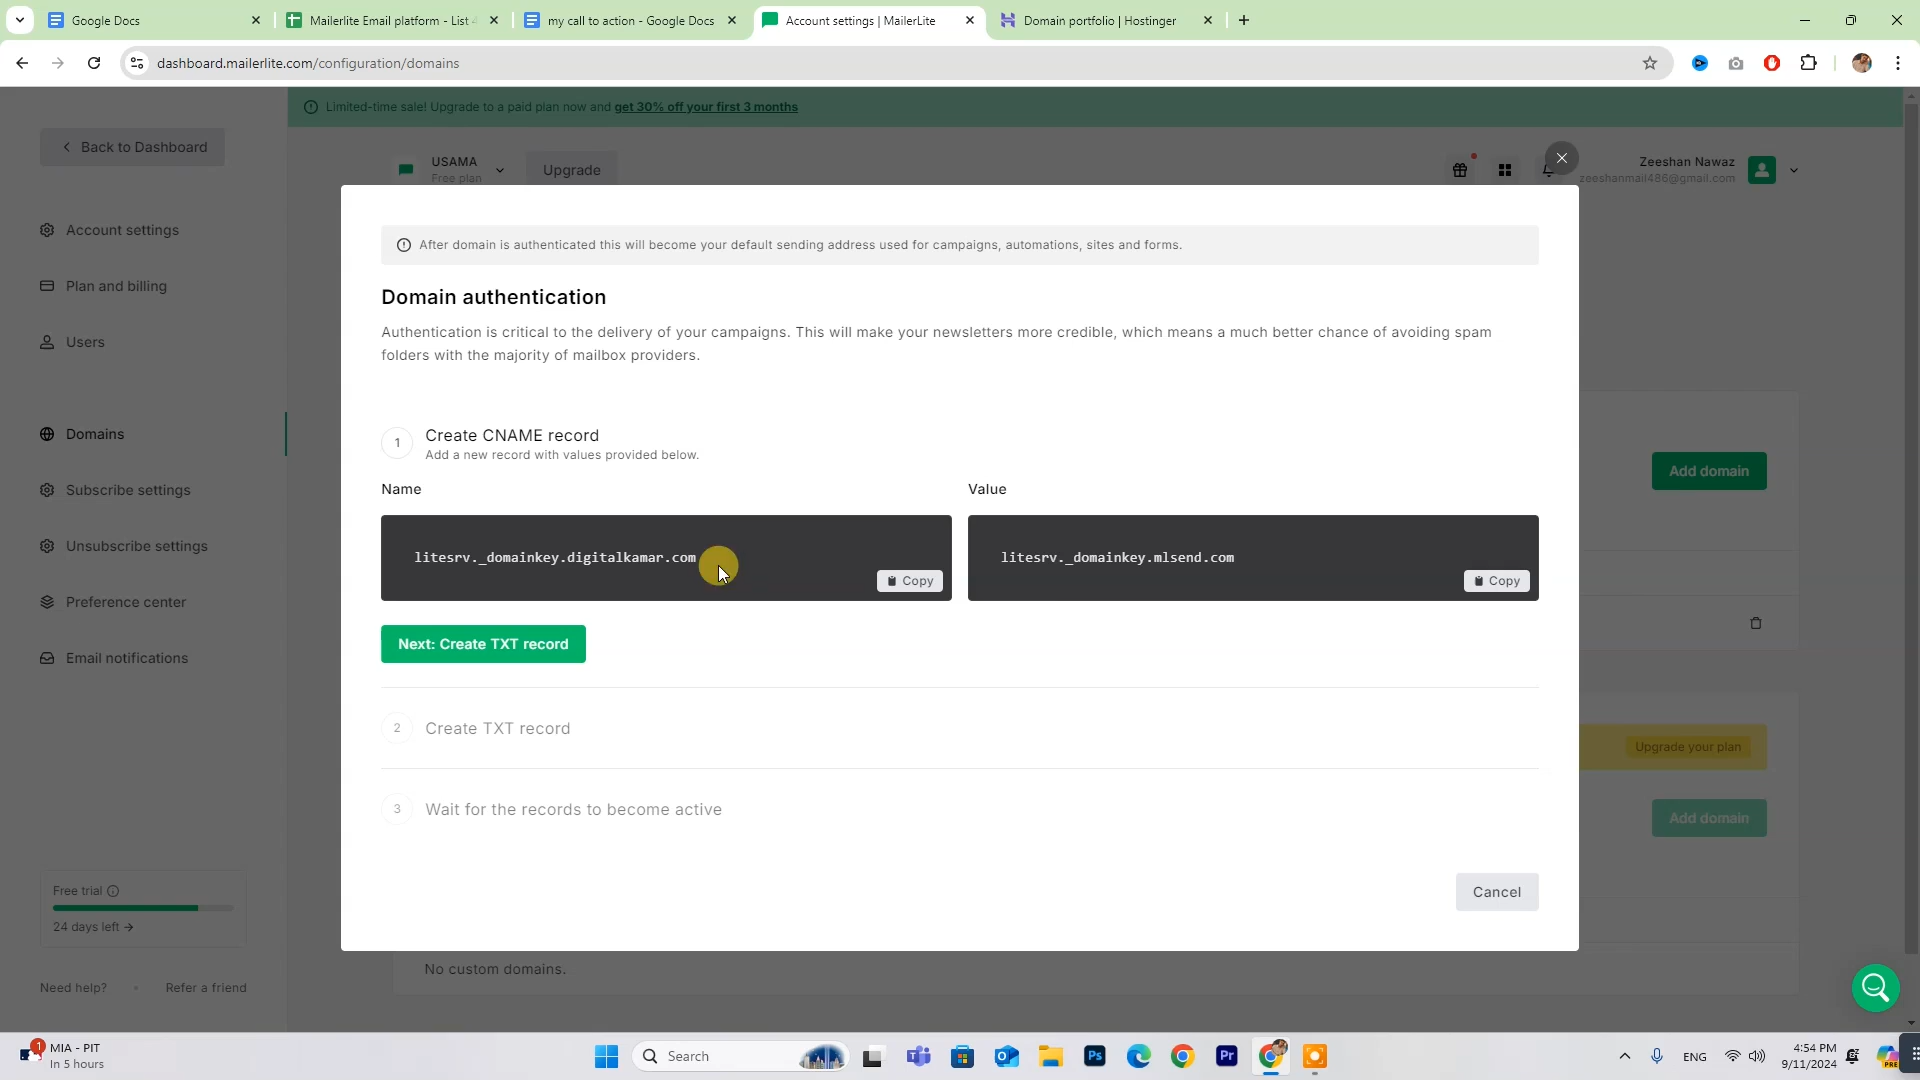 Google Docs
Mailerlite Email platform - List
my call to action - Google Docs
Account settings | MailerLite
Domain portfolio | Hostinger
dashboard.mailerlite.com/configuration/domains
Limited-time sale! Upgrade to a paid plan now and get 30% off your first 3 months
Back to Dashboard
USAMA
Free plan
Upgrade
Zeeshan Nawaz
zeeshanmail486@gmail.com
Account settings
Plan and billing
Users
Domains
Subscribe settings
Unsubscribe settings
Preference center
Email notifications
After domain is authenticated this will become your default sending address used for campaigns, automations, sites and forms.
Domain authentication
Authentication is critical to the delivery of your campaigns. This will make your newsletters more credible, which means a much better chance of avoiding spam
folders with the majority of mailbox providers.
1
Create CNAME record
Add a new record with values provided below.
Name
Value
litesrv._domainkey.digitalkamar.com
Copy
litesrv._domainkey.mlsend.com
Copy
Next: Create TXT record
2
Create TXT record
3
Wait for the records to become active
Cancel
Add domain
Upgrade your plan
Add domain
No custom domains.
Free trial
24 days left
Need help?
Refer a friend
1
MIA - PIT
In 5 hours
Search
Ps
Pr
ENG
4:54 PM
9/11/2024
PRE